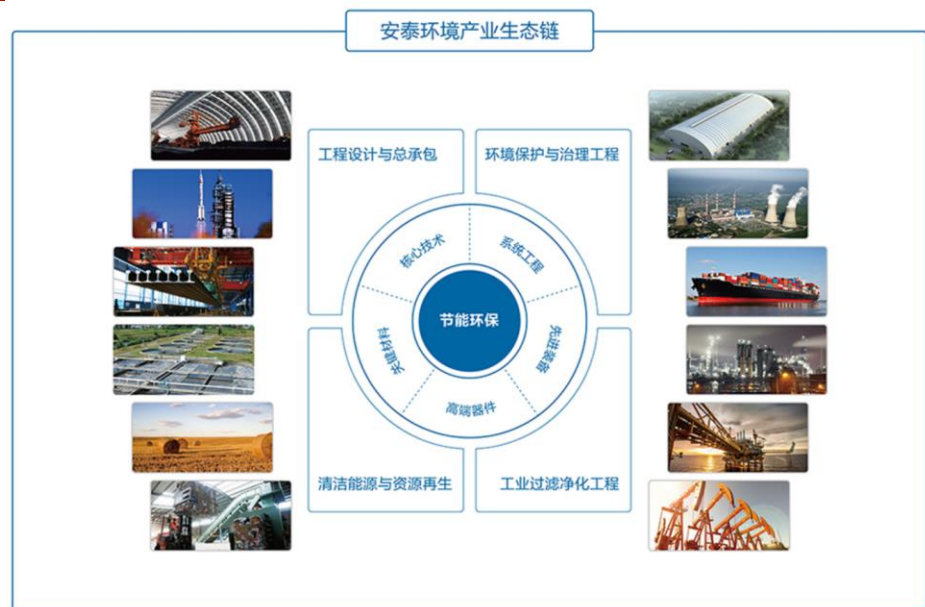 安泰环境产业生态链
工程设计与总承包
环境保护与治理工程
核心技术
系统工程
节能环保
关键材料
先进装备
高端器件
清洁能源与资源再生
工业过滤净化工程